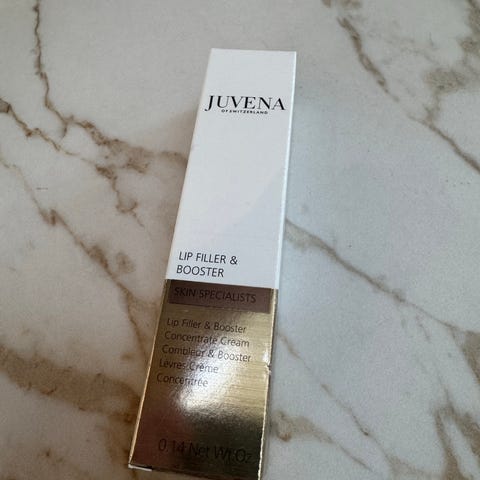 JUVENA
OF SWITZERLAND
LIP FILLER &
BOOSTER
SKIN SPECIALISTS
Lip Filler & Booster
Concentrate Cream
Combleur & Booster
Lèvres Crème
Concentrée
0.14 Net Wt.Oz.